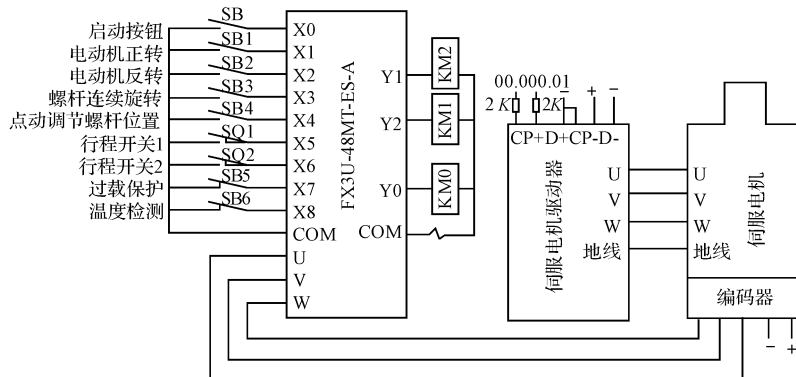 启动按钮 SB X0
电动机正转 SB1 X1
电动机反转 SB2 X2
螺杆连续旋转 SB3 X3
点动调节螺杆位置 SB4 X4
行程开关1 SQ1 X5
行程开关2 SQ2 X6
过载保护 SB5 X7
温度检测 SB6 X8
COM
U
V
W
FX3U-48MT-ES-A
Y1 KM2
Y2 KM1
Y0 KM0
COM
00.000.01
2 K 2K - + -
CP+D+CP-D-
伺服电机驱动器
U
V
W
地线
U
V
W
地线
伺服电机
编码器
- +